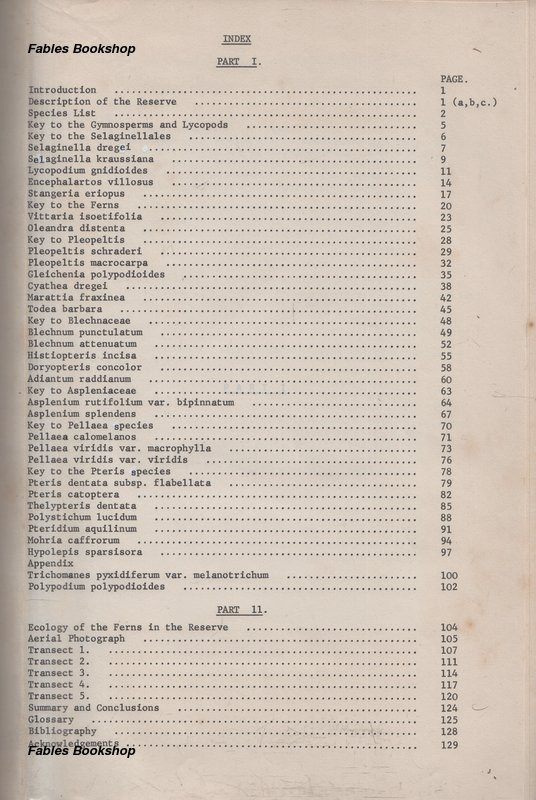 INDEX
Fables Bookshop
PART I.
PAGE.
Introduction ........ 1
Description of the Reserve ........ 1 (a,b,c.)
Species List ........ 2
Key to the Gymnosperms and Lycopods ........ 5
Key to the Selaginellales ........ 6
Selaginella dregei ........ 7
Selaginella kraussiana ........ 9
Lycopodium gnidioides ........ 11
Encephalartos villosus ........ 14
Stangeria eriopus ........ 17
Key to the Ferns ........ 20
Vittaria isoetifolia ........ 23
Oleandra distenta ........ 25
Key to Pleopeltis ........ 28
Pleopeltis schraderi ........ 29
Pleopeltis macrocarpa ........ 32
Gleichenia polypodioides ........ 35
Cyathea dregei ........ 38
Marattia fraxinea ........ 42
Todea barbara ........ 45
Key to Blechnaceae ........ 48
Blechnum punctulatum ........ 49
Blechnum attenuatum ........ 52
Histiopteris incisa ........ 55
Doryopteris concolor ........ 58
Adiantum raddianum ........ 60
Key to Aspleniaceae ........ 63
Asplenium rutifolium var. bipinnatum ........ 64
Asplenium splendens ........ 67
Key to Pellaea species ........ 70
Pellaea calomelanos ........ 71
Pellaea viridis var. macrophylla ........ 73
Pellaea viridis var. viridis ........ 76
Key to the Pteris species ........ 78
Pteris dentata subsp. flabellata ........ 79
Pteris catoptera ........ 82
Thelypteris dentata ........ 85
Polystichum lucidum ........ 88
Pteridium aquilinum ........ 91
Mohria caffrorum ........ 94
Hypolepis sparsisora ........ 97
Appendix
Trichomanes pyxidiferum var. melanotrichum ........ 100
Polypodium polypodioides ........ 102
PART 11.
Ecology of the Ferns in the Reserve ........ 104
Aerial Photograph ........ 105
Transect 1. ........ 107
Transect 2. ........ 111
Transect 3. ........ 114
Transect 4. ........ 117
Transect 5. ........ 120
Summary and Conclusions ........ 124
Glossary ........ 125
Bibliography ........ 128
Acknowledgements ........ 129
Fables Bookshop